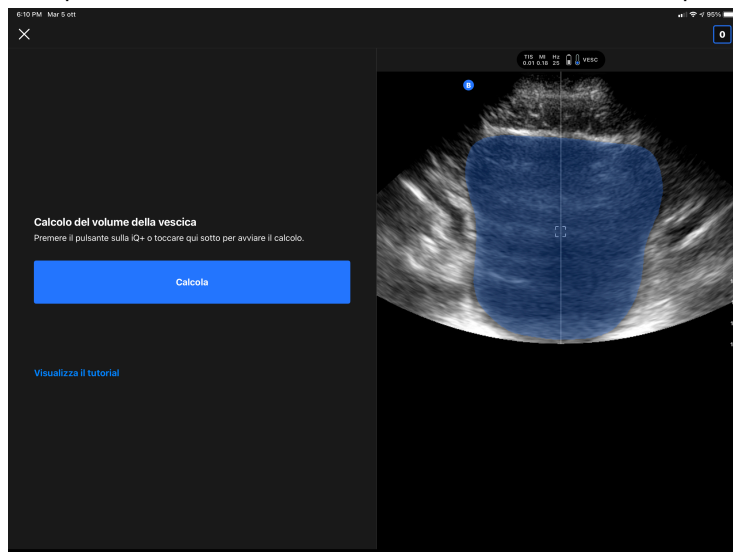 6:10 PM Mar 5 ott
95%
0
TIS MI Hz
0.01 0.18 25
VESC
B
Calcolo del volume della vescica
Premere il pulsante sulla iQ+ o toccare qui sotto per avviare il calcolo.
Calcola
Visualizza il tutorial